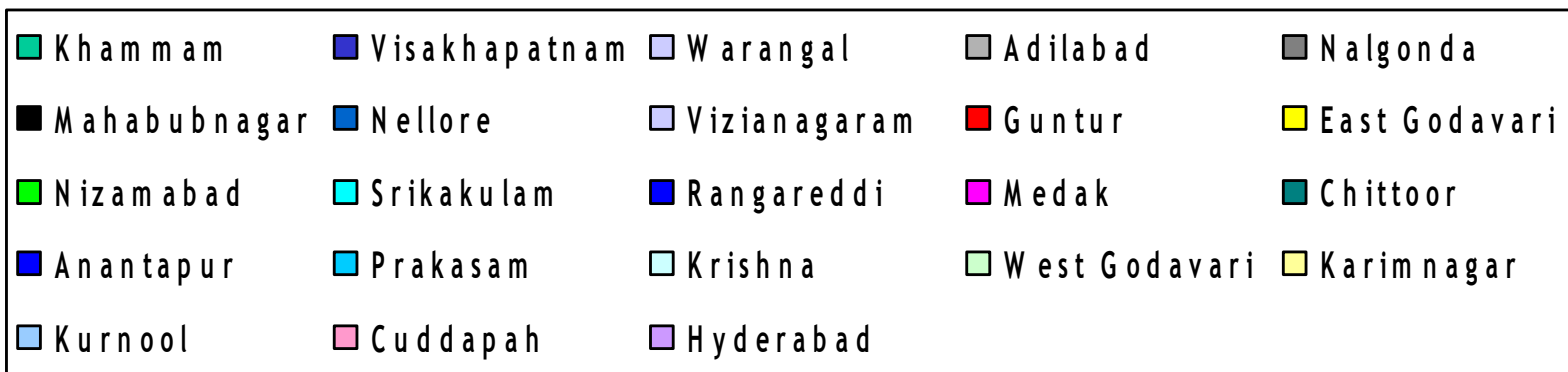 Khammam Visakhapatnam Warangal Adilabad Nalgonda
Mahabubnagar Nellore Vizianagaram Guntur East Godavari
Nizamabad Srikakulam Rangareddi Medak Chittoor
Anantapur Prakasam Krishna West Godavari Karimnagar
Kurnool Cuddapah Hyderabad